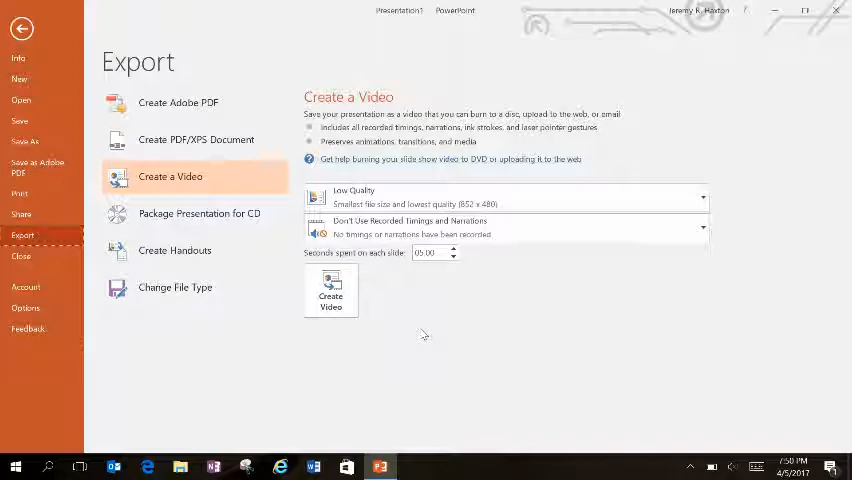 Presentation1 PowerPoint
Jeremy R. Haxton ?
Info
New
Open
Save
Save As
Save as Adobe
PDF
Print
Share
Export
Close
Account
Options
Feedback
Export
Create Adobe PDF
Create PDF/XPS Document
Create a Video
Package Presentation for CD
Create Handouts
Change File Type
Create a Video
Save your presentation as a video that you can burn to a disc, upload to the web, or email
Includes all recorded timings, narrations, ink strokes, and laser pointer gestures
Preserves animations, transitions, and media
? Get help burning your slide show video to DVD or uploading it to the web
Low Quality
Smallest file size and lowest quality (852 x 480)
Don't Use Recorded Timings and Narrations
No timings or narrations have been recorded
Seconds spent on each slide: 05.00
Create
Video
7:50 PM
4/5/2017